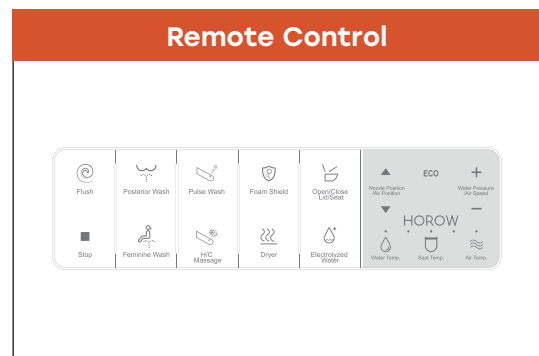 Remote Control
Flush
Posterior Wash
Pulse Wash
Foam Shield
Open/Close
Lid/Seat
ECO
Nozzle Position
/Air Position
Water Pressure
/Air Speed
HOROW
Stop
Feminine Wash
H/C
Massage
Dryer
Electrolyzed
Water
Water Temp.
Seat Temp.
Air Temp.